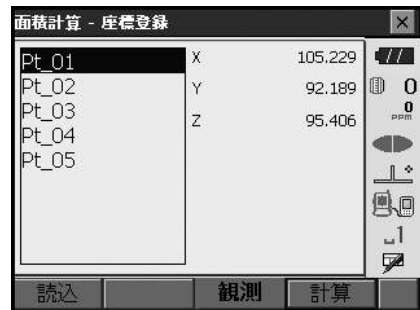 面積計算 - 座標登録
Pt_01
Pt_02
Pt_03
Pt_04
Pt_05
X 105.229
Y 92.189
Z 95.406
0
0
PPM
1
読込 観測 計算